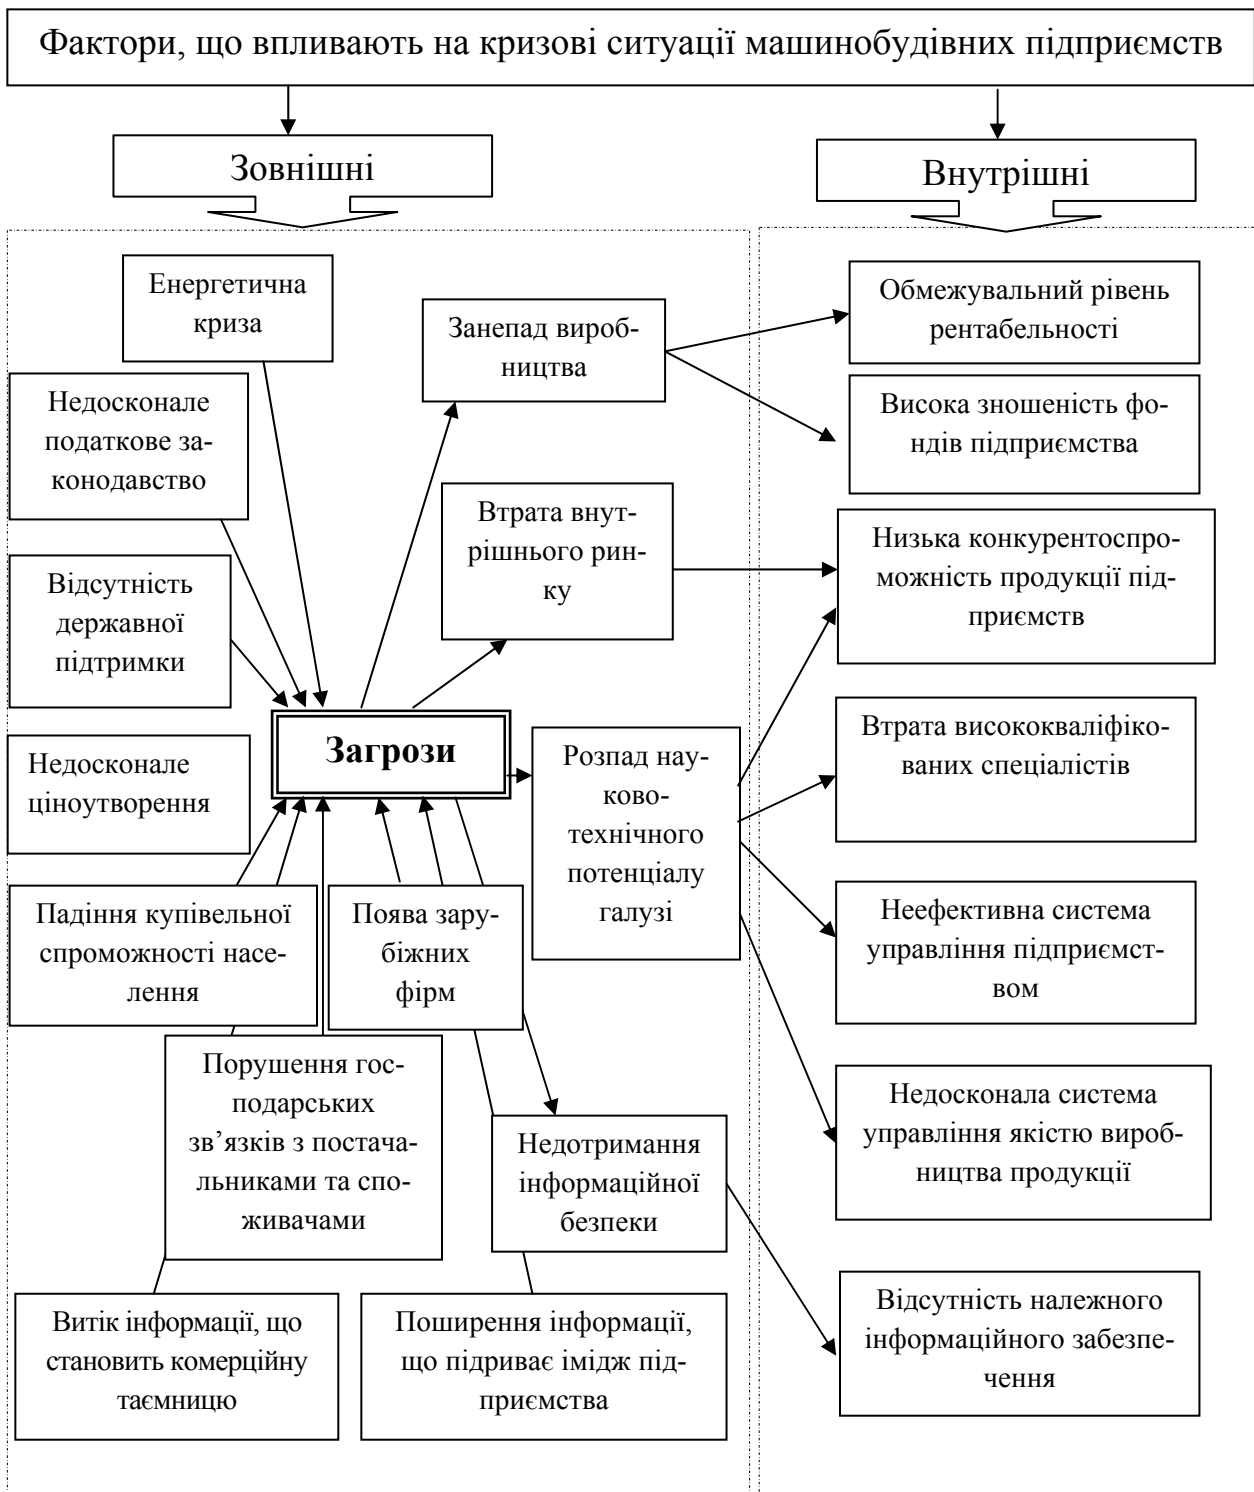 Фактори, що впливають на кризові ситуації машинобудівних підприємств
Зовнішні
Внутрішні
Енергетична
криза
Недосконале
податкове за-
конодавство
Відсутність
державної
підтримки
Недосконале
ціноутворення
Падіння купівельної
спроможності насе-
лення
Порушення гос-
подарських
зв’язків з постача-
льниками та спо-
живачами
Витік інформації, що
становить комерційну
таємницю
Поява зару-
біжних
фірм
Поширення інформації,
що підриває імідж під-
приємства
Загрози
Занепад вироб-
ництва
Втрата внут-
рішнього рин-
ку
Розпад нау-
ково-
технічного
потенціалу
галузі
Недотримання
інформаційної
безпеки
Обмежувальний рівень
рентабельності
Висока зношеність фо-
ндів підприємства
Низька конкурентоспро-
можність продукції під-
приємств
Втрата висококваліфіко-
ваних спеціалістів
Неефективна система
управління підприємст-
вом
Недосконала система
управління якістю вироб-
ництва продукції
Відсутність належного
інформаційного забезпе-
чення